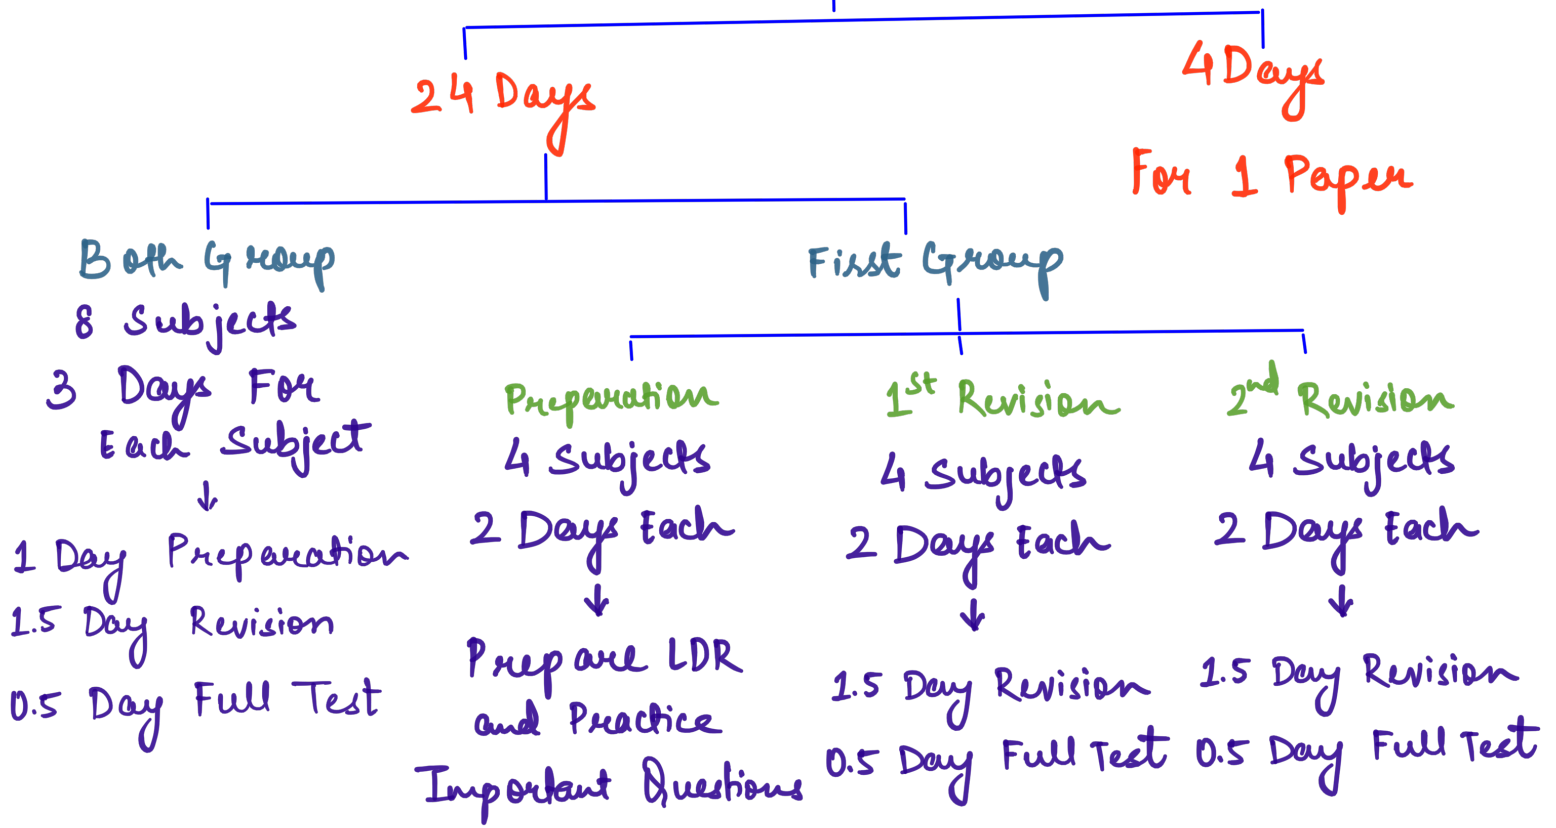 24 Days
4 Days
For 1 Paper
Both Group
8 Subjects
3 Days For
Each Subject
1 Day Preparation
1.5 Day Revision
0.5 Day Full Test
First Group
Preparation
4 Subjects
2 Days Each
Prepare LDR
and Practice
Important Questions
1st Revision
4 Subjects
2 Days Each
1.5 Day Revision
0.5 Day Full Test
2nd Revision
4 Subjects
2 Days Each
1.5 Day Revision
0.5 Day Full Test